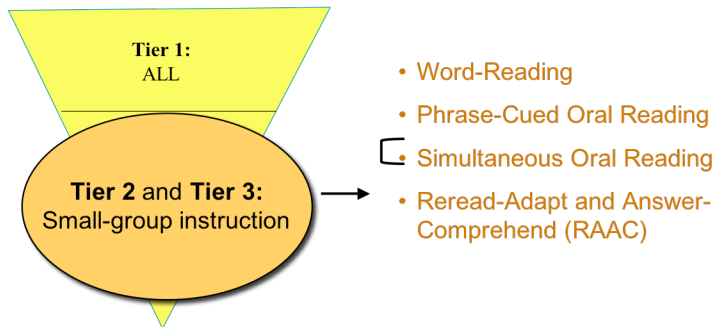 Tier 1:
ALL
Tier 2 and Tier 3:
Small-group instruction
• Word-Reading
• Phrase-Cued Oral Reading
• Simultaneous Oral Reading
• Reread-Adapt and Answer-
Comprehend (RAAC)